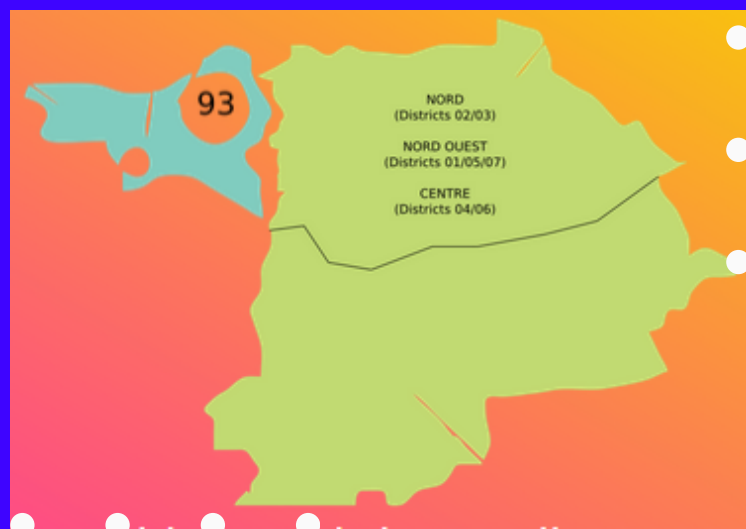 93
NORD
(Districts 02/03)
NORD OUEST
(Districts 01/05/07)
CENTRE
(Districts 04/06)